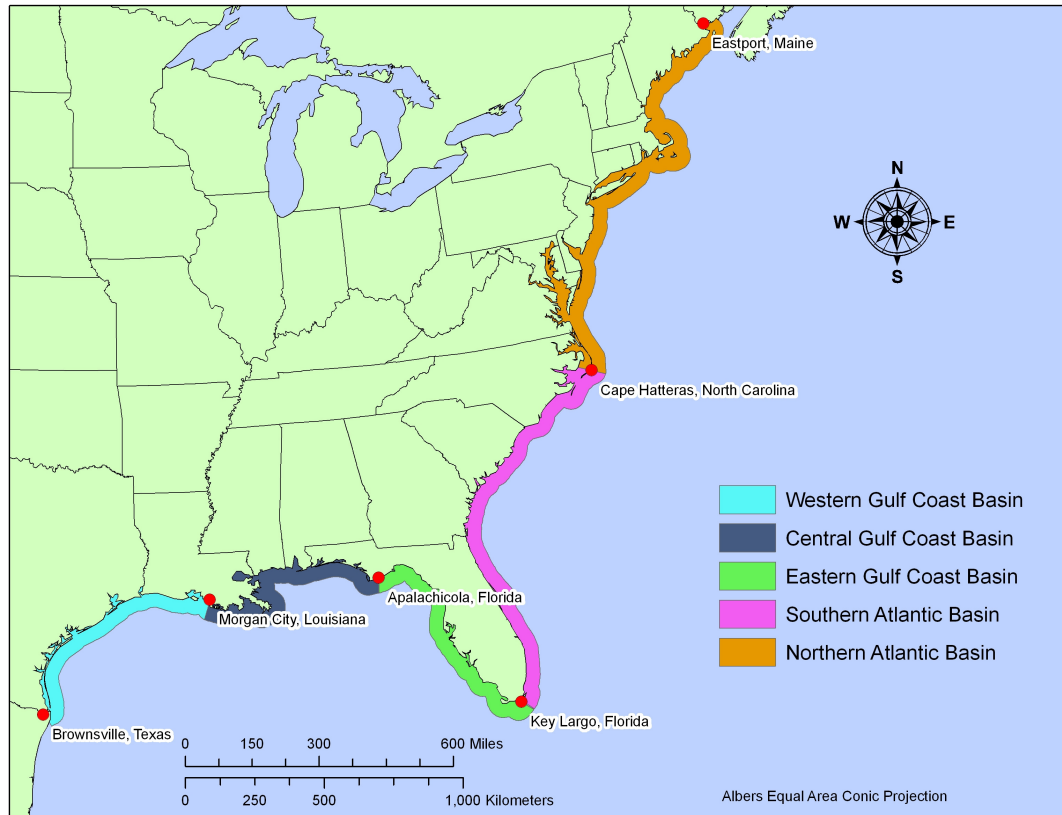 Eastport, Maine
N
W
E
S
Cape Hatteras, North Carolina
Western Gulf Coast Basin
Central Gulf Coast Basin
Eastern Gulf Coast Basin
Southern Atlantic Basin
Northern Atlantic Basin
Apalachicola, Florida
Morgan City, Louisiana
Key Largo, Florida
Brownsville, Texas
0 150 300 600 Miles
0 250 500 1,000 Kilometers
Albers Equal Area Conic Projection